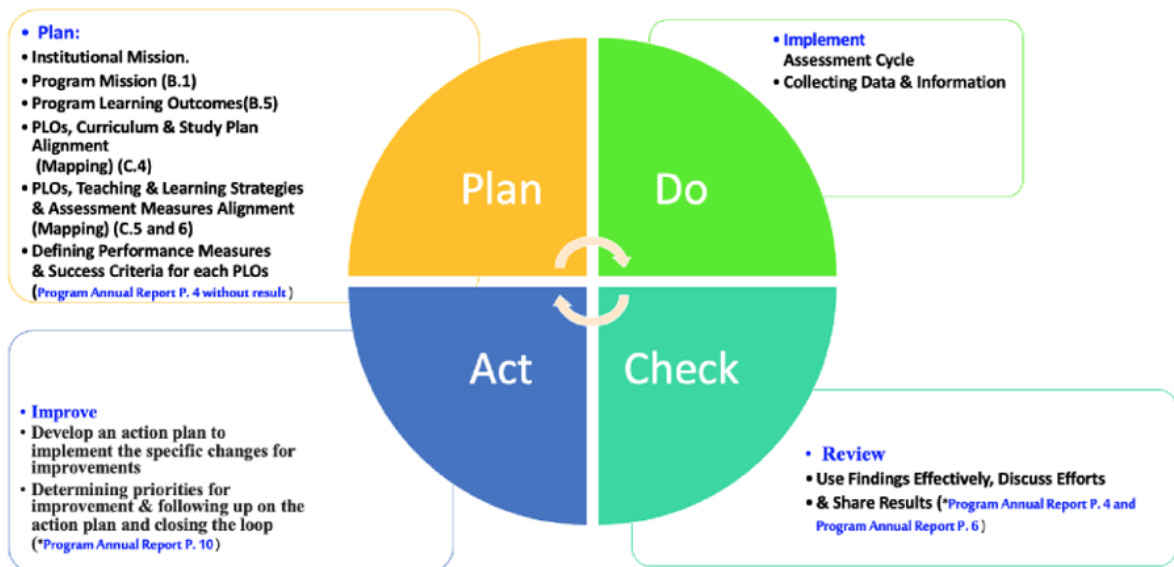 • Plan:
• Institutional Mission.
• Program Mission (B.1)
• Program Learning Outcomes(B.5)
• PLOs, Curriculum & Study Plan
Alignment
(Mapping) (C.4)
• PLOs, Teaching & Learning Strategies
& Assessment Measures Alignment
(Mapping) (C.5 and 6)
• Defining Performance Measures
& Success Criteria for each PLOs
(Program Annual Report P. 4 without result )
Plan
Do
• Implement
Assessment Cycle
• Collecting Data & Information
• Improve
• Develop an action plan to
implement the specific changes for
improvements
• Determining priorities for
improvement & following up on the
action plan and closing the loop
(*Program Annual Report P. 10 )
Act
Check
• Review
• Use Findings Effectively, Discuss Efforts
• & Share Results (*Program Annual Report P. 4 and
Program Annual Report P. 6 )